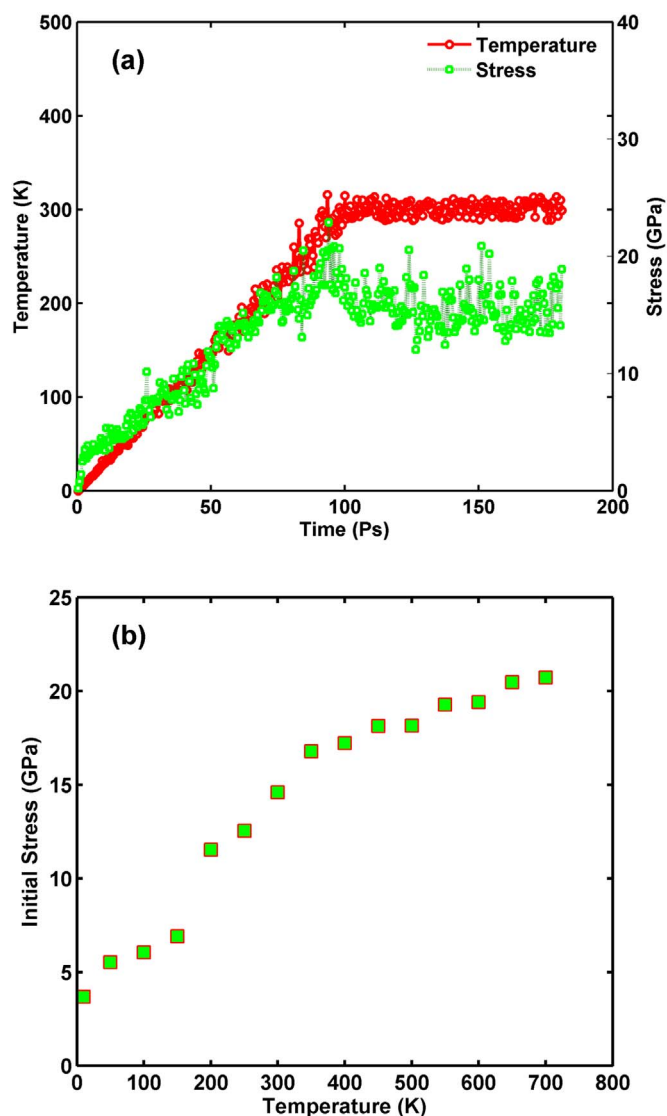 (a)
Temperature
Stress
500
400
300
200
100
0
Temperature (K)
40
30
20
10
0
Stress (GPa)
0 50 100 150 200
Time (Ps)
(b)
25
20
15
10
5
0
Initial Stress (GPa)
0 100 200 300 400 500 600 700 800
Temperature (K)